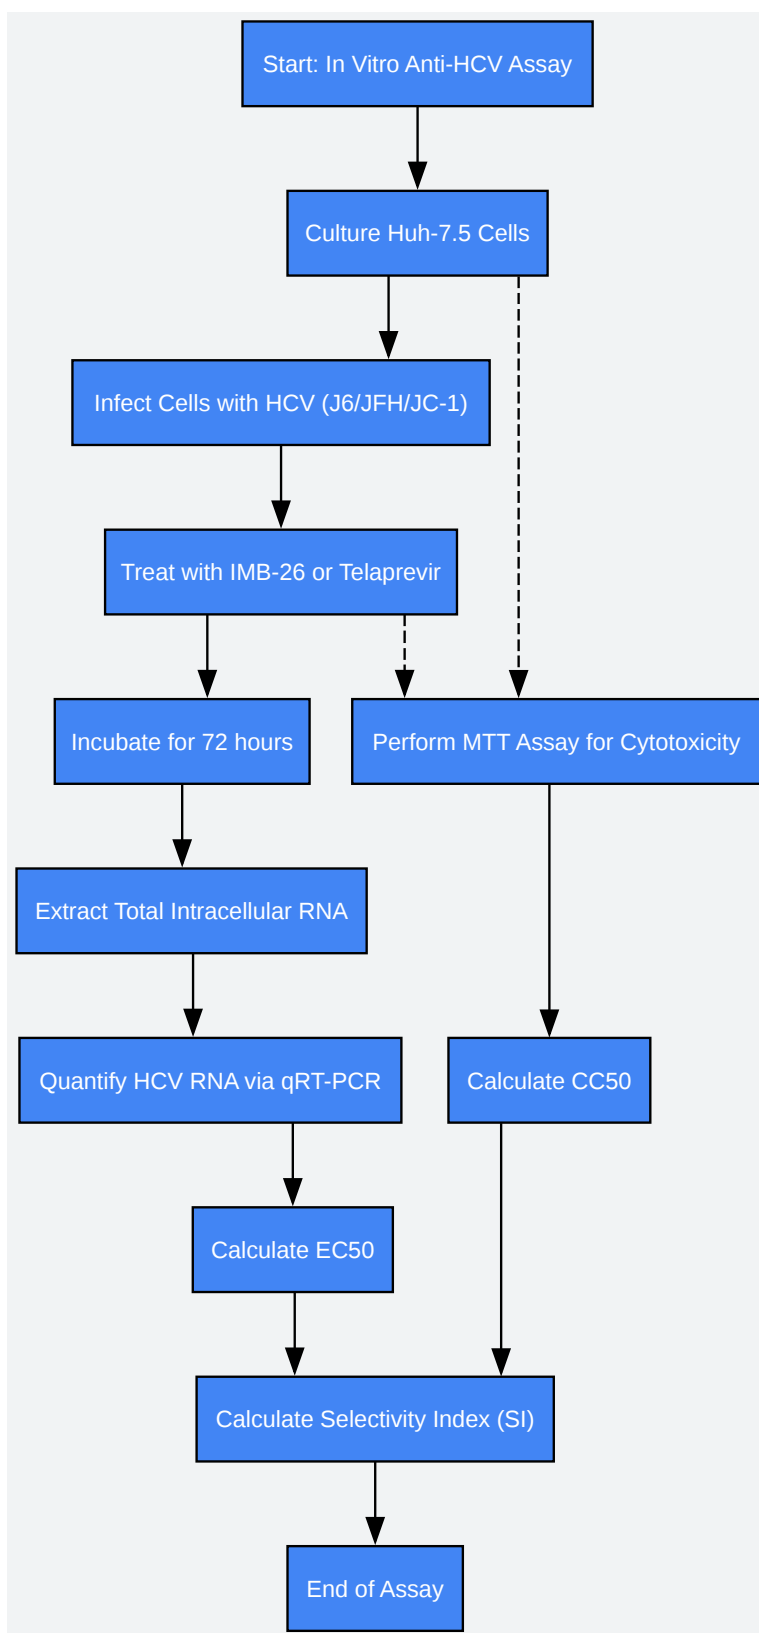 Start: In Vitro Anti-HCV Assay
Culture Huh-7.5 Cells
Infect Cells with HCV (J6/JFH/JC-1)
Treat with IMB-26 or Telaprevir
Incubate for 72 hours
Perform MTT Assay for Cytotoxicity
Extract Total Intracellular RNA
Quantify HCV RNA via qRT-PCR
Calculate CC50
Calculate EC50
Calculate Selectivity Index (SI)
End of Assay